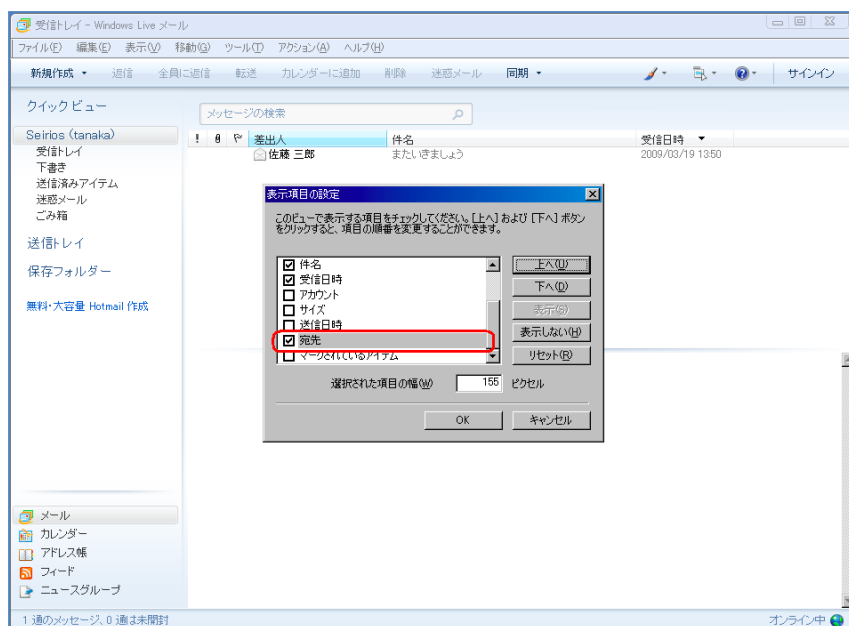 受信トレイ - Windows Live メール
ファイル(F) 編集(E) 表示(V) 移動(G) ツール(T) アクション(A) ヘルプ(H)
新規作成 返信 全員に返信 転送 カレンダーに追加 削除 迷惑メール 同期 サインイン
クイック ビュー
メッセージの検索
Seirios (tanaka)
! 差出人 件名 受信日時
受信トレイ
佐藤 三郎 またいきましょう 2009/03/19 13:50
下書き
送信済みアイテム
迷惑メール
ごみ箱
送信トレイ
保存フォルダー
無料・大容量 Hotmail 作成
表示項目の設定
このビューで表示する項目をチェックしてください。[上へ] および [下へ] ボタン
をクリックすると、項目の順番を変更することができます。
件名
受信日時
アカウント
サイズ
送信日時
宛先
マークされているアイテム
上へ(U)
下へ(D)
表示(S)
表示しない(H)
リセット(R)
選択された項目の幅(W) 155 ピクセル
OK キャンセル
メール
カレンダー
アドレス帳
フィード
ニュースグループ
1 通のメッセージ、0 通は未開封 オンライン中